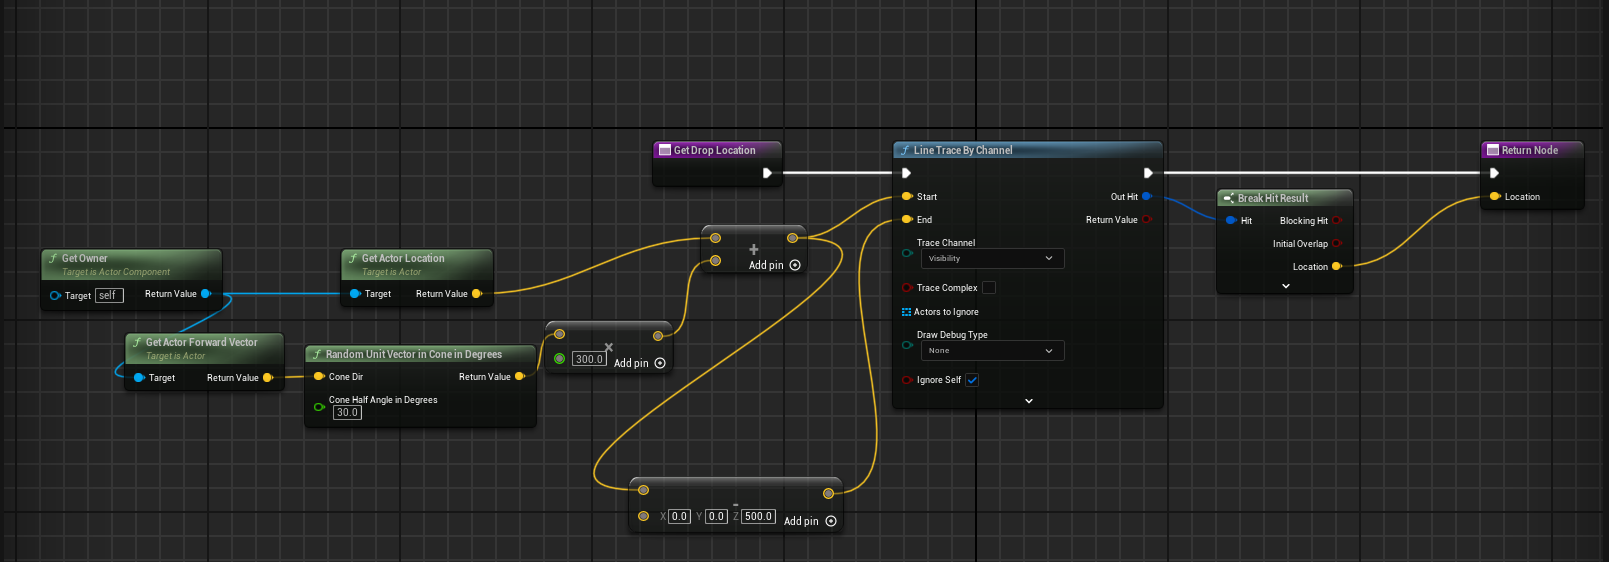 Get Drop Location
Line Trace By Channel
Start
Out Hit
End
Return Value
Trace Channel
Visibility
Trace Complex
Actors to Ignore
Draw Debug Type
None
Ignore Self
Return Node
Location
Break Hit Result
Hit
Blocking Hit
Initial Overlap
Location
Get Owner
Target is Actor Component
Target self
Return Value
Get Actor Location
Target is Actor
Target
Return Value
+
Add pin
Get Actor Forward Vector
Target is Actor
Target
Return Value
Random Unit Vector in Cone in Degrees
Cone Dir
Return Value
Cone Half Angle in Degrees
30.0
×
300.0
Add pin
-
X 0.0 Y 0.0 Z 500.0
Add pin